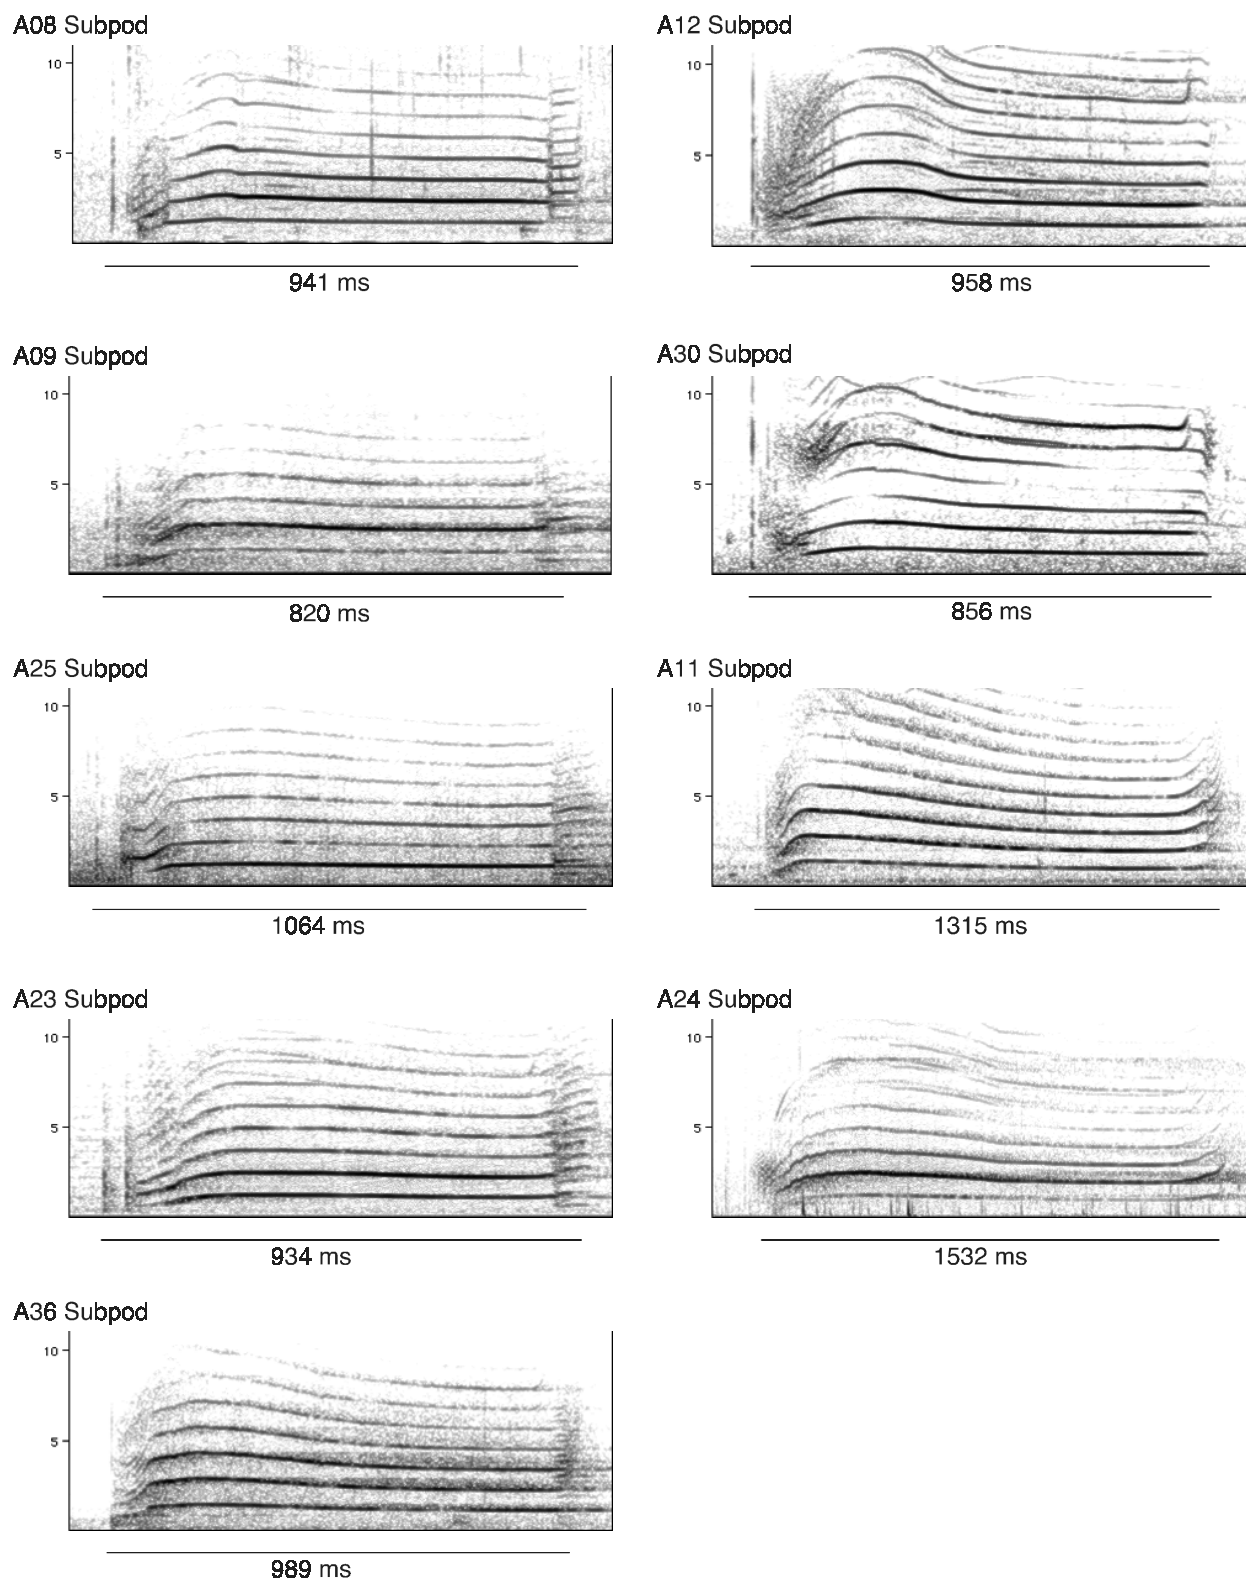 A08 Subpod
10
5
941 ms
A12 Subpod
10
5
958 ms
A09 Subpod
10
5
820 ms
A30 Subpod
10
5
856 ms
A25 Subpod
10
5
1064 ms
A11 Subpod
10
5
1315 ms
A23 Subpod
10
5
934 ms
A24 Subpod
10
5
1532 ms
A36 Subpod
10
5
989 ms